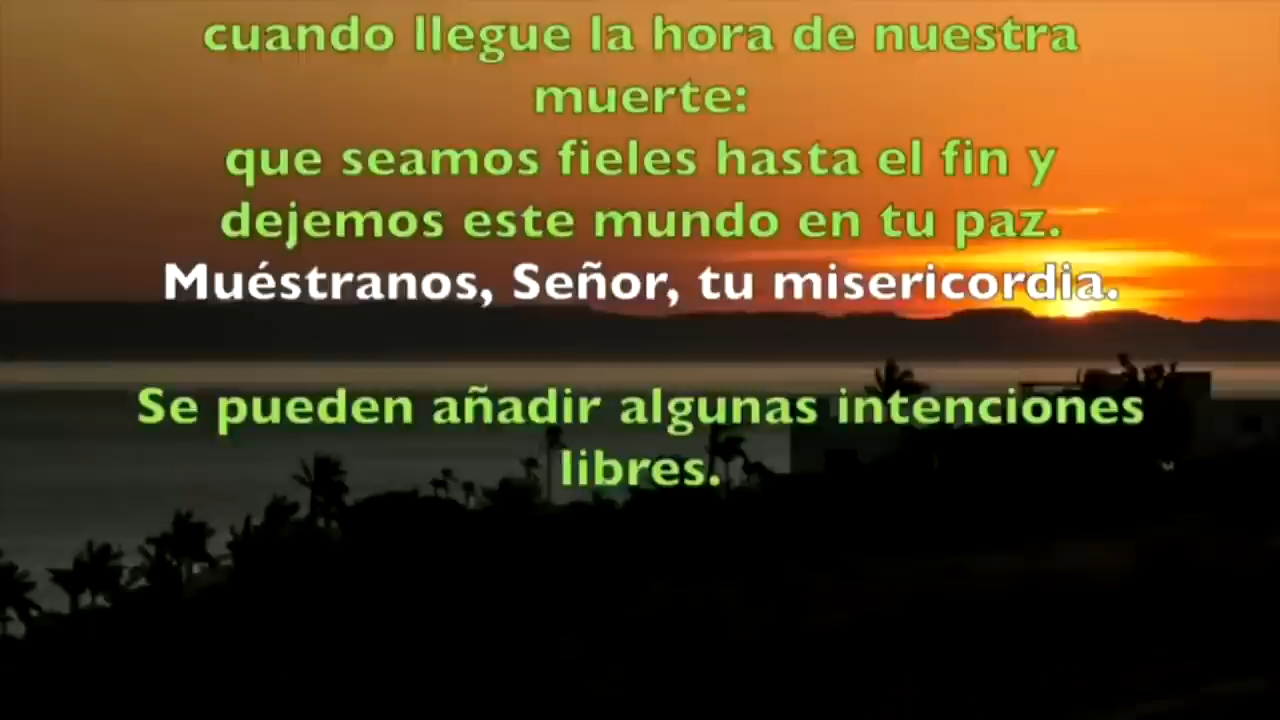 cuando llegue la hora de nuestra
muerte:
que seamos fieles hasta el fin y
dejemos este mundo en tu paz.
Muéstranos, Señor, tu misericordia.
Se pueden añadir algunas intenciones
libres.